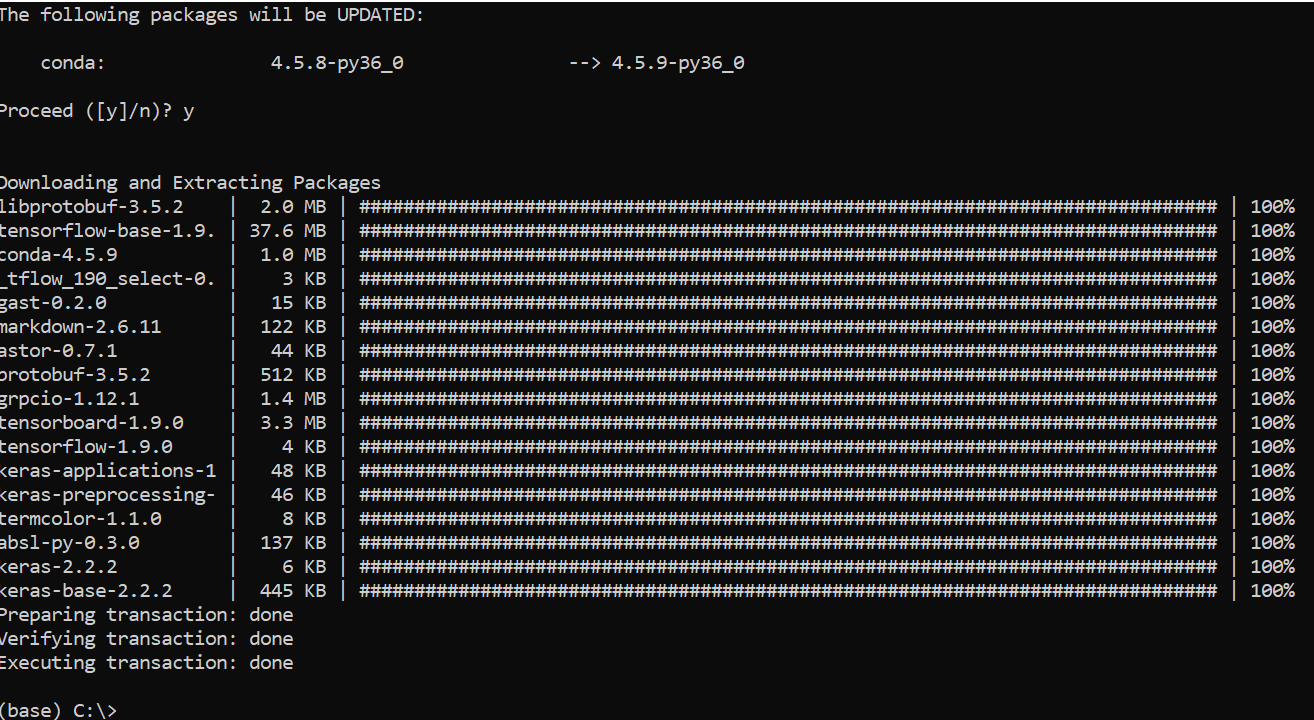 The following packages will be UPDATED:
conda: 4.5.8-py36_0 --> 4.5.9-py36_0
Proceed ([y]/n)? y
Downloading and Extracting Packages
libprotobuf-3.5.2 | 2.0 MB | ############################################################################## | 100%
tensorflow-base-1.9. | 37.6 MB | ############################################################################## | 100%
conda-4.5.9 | 1.0 MB | ############################################################################## | 100%
_tflow_190_select-0. | 3 KB | ############################################################################## | 100%
gast-0.2.0 | 15 KB | ############################################################################## | 100%
markdown-2.6.11 | 122 KB | ############################################################################## | 100%
astor-0.7.1 | 44 KB | ############################################################################## | 100%
protobuf-3.5.2 | 512 KB | ############################################################################## | 100%
grpcio-1.12.1 | 1.4 MB | ############################################################################## | 100%
tensorboard-1.9.0 | 3.3 MB | ############################################################################## | 100%
tensorflow-1.9.0 | 4 KB | ############################################################################## | 100%
keras-applications-1 | 48 KB | ############################################################################## | 100%
keras-preprocessing- | 46 KB | ############################################################################## | 100%
termcolor-1.1.0 | 8 KB | ############################################################################## | 100%
absl-py-0.3.0 | 137 KB | ############################################################################## | 100%
keras-2.2.2 | 6 KB | ############################################################################## | 100%
keras-base-2.2.2 | 445 KB | ############################################################################## | 100%
Preparing transaction: done
Verifying transaction: done
Executing transaction: done
(base) C:\>